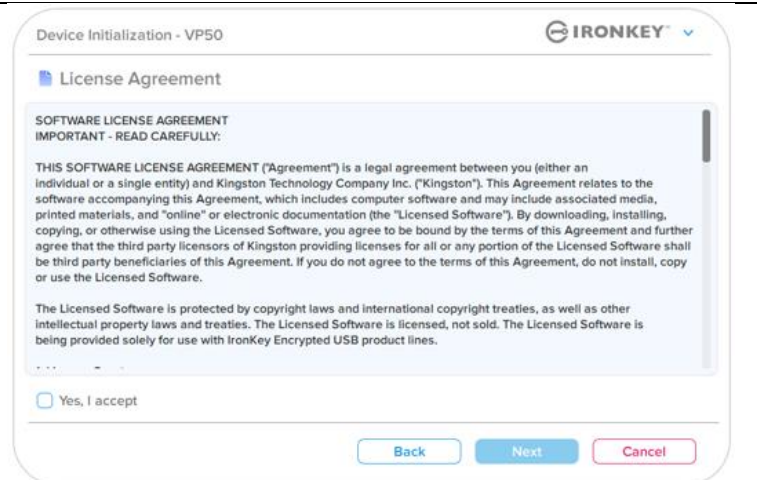 Device Initialization - VP50
IRONKEY
License Agreement
SOFTWARE LICENSE AGREEMENT
IMPORTANT - READ CAREFULLY:
THIS SOFTWARE LICENSE AGREEMENT ("Agreement") is a legal agreement between you (either an
individual or a single entity) and Kingston Technology Company Inc. ("Kingston"). This Agreement relates to the
software accompanying this Agreement, which includes computer software and may include associated media,
printed materials, and "online" or electronic documentation (the "Licensed Software"). By downloading, installing,
copying, or otherwise using the Licensed Software, you agree to be bound by the terms of this Agreement and further
agree that the third party licensors of Kingston providing licenses for all or any portion of the Licensed Software shall
be third party beneficiaries of this Agreement. If you do not agree to the terms of this Agreement, do not install, copy
or use the Licensed Software.
The Licensed Software is protected by copyright laws and international copyright treaties, as well as other
intellectual property laws and treaties. The Licensed Software is licensed, not sold. The Licensed Software is
being provided solely for use with IronKey Encrypted USB product lines.
Yes, I accept
Back
Next
Cancel